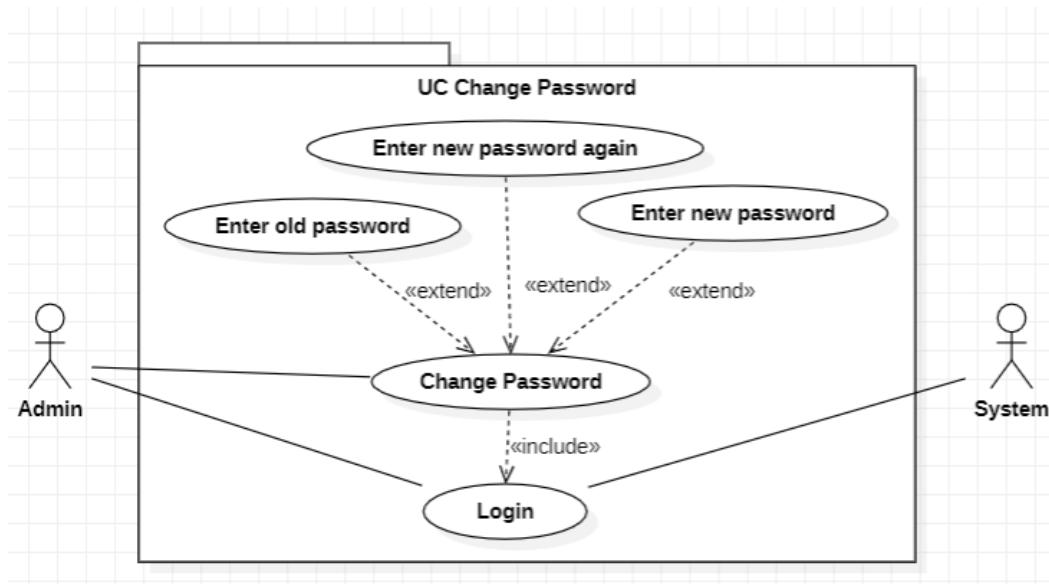 UC Change Password
Enter new password again
Enter new password
Enter old password
«extend»
«extend»
«extend»
Change Password
Admin
System
«include»
Login